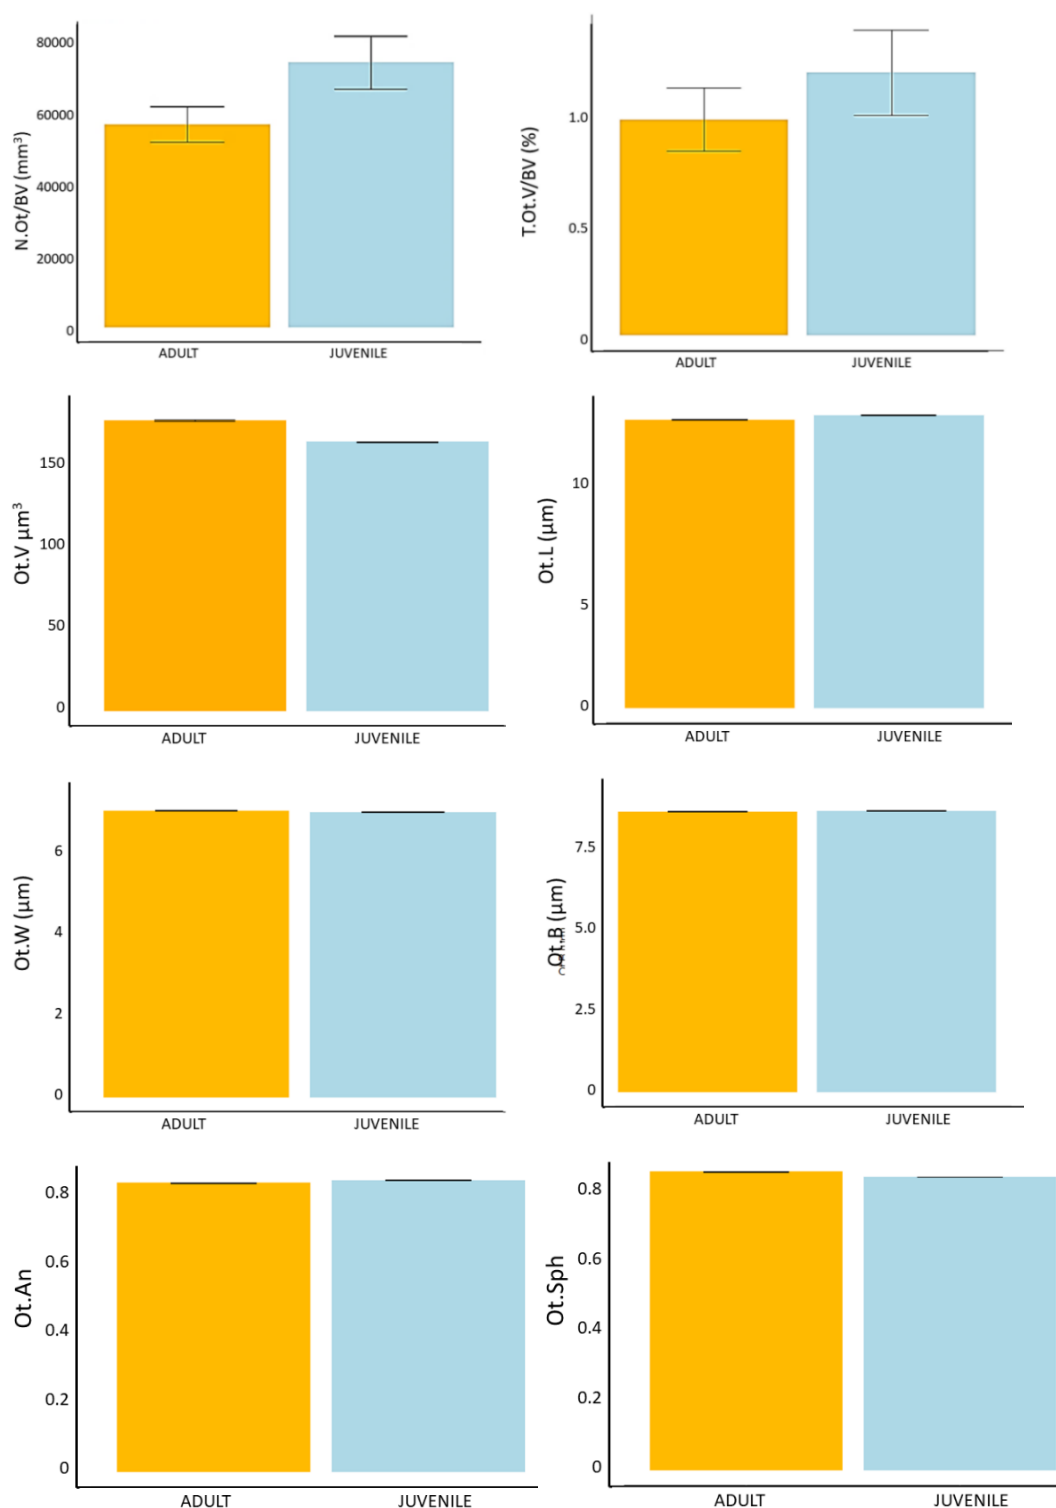 80000
60000
40000
20000
0
N.Ot/BV (mm³)
ADULT JUVENILE
1.0
0.5
0
T.Ot.V/BV (%)
ADULT JUVENILE
150
100
50
0
Ot.V µm³
ADULT JUVENILE
10
5
0
Ot.L (µm)
ADULT JUVENILE
6
4
2
0
Ot.W (µm)
ADULT JUVENILE
7.5
5.0
2.5
0
Ot.B (µm)
ADULT JUVENILE
0.8
0.6
0.4
0.2
0
Ot.An
ADULT JUVENILE
0.8
0.6
0.4
0.2
0
Ot.Sph
ADULT JUVENILE